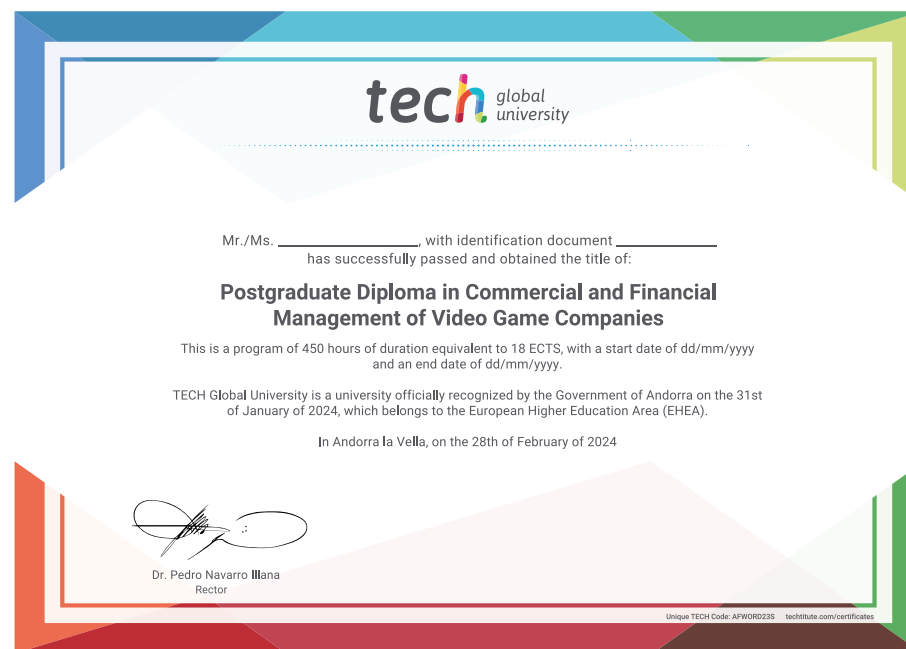 tech global
university
Mr./Ms. ____________, with identification document ____________
has successfully passed and obtained the title of:
Postgraduate Diploma in Commercial and Financial
Management of Video Game Companies
This is a program of 450 hours of duration equivalent to 18 ECTS, with a start date of dd/mm/yyyy
and an end date of dd/mm/yyyy.
TECH Global University is a university officially recognized by the Government of Andorra on the 31st
of January of 2024, which belongs to the European Higher Education Area (EHEA).
In Andorra la Vella, on the 28th of February of 2024
Dr. Pedro Navarro Illana
Rector
Unique TECH Code: AFWORD23S techtitute.com/certificates